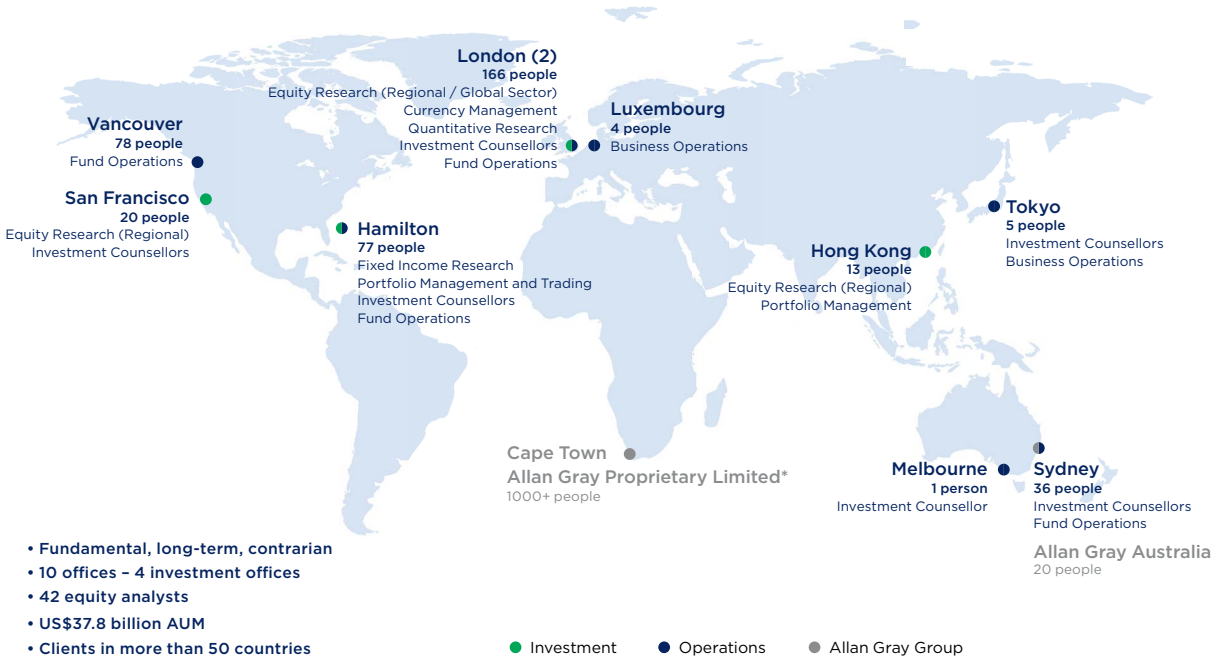 London (2)
166 people
Equity Research (Regional / Global Sector)
Currency Management
Quantitative Research
Investment Counsellors
Fund Operations
Luxembourg
4 people
Business Operations
Vancouver
78 people
Fund Operations
San Francisco
20 people
Equity Research (Regional)
Investment Counsellors
Hamilton
77 people
Fixed Income Research
Portfolio Management and Trading
Investment Counsellors
Fund Operations
Tokyo
5 people
Investment Counsellors
Business Operations
Hong Kong
13 people
Equity Research (Regional)
Portfolio Management
Cape Town
Allan Gray Proprietary Limited*
1000+ people
Melbourne
1 person
Investment Counsellor
Sydney
36 people
Investment Counsellors
Fund Operations
Allan Gray Australia
20 people
• Fundamental, long-term, contrarian
• 10 offices – 4 investment offices
• 42 equity analysts
• US$37.8 billion AUM
• Clients in more than 50 countries
Investment
Operations
Allan Gray Group